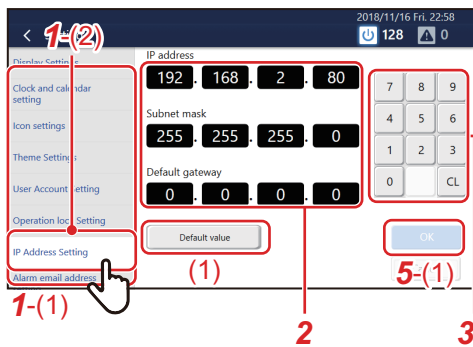 2018/11/16 Fri. 22:58
128 0
1-(2)
Display Settings
Clock and calendar
setting
Icon settings
Theme Settings
User Account Setting
Operation lock Setting
IP Address Setting
Alarm email address
1-(1)
IP address
192 . 168 . 2 . 80
Subnet mask
255 . 255 . 255 . 0
Default gateway
0 . 0 . 0 . 0
Default value
(1)
2
7 8 9
4 5 6
1 2 3
0 CL
OK
5-(1)
3